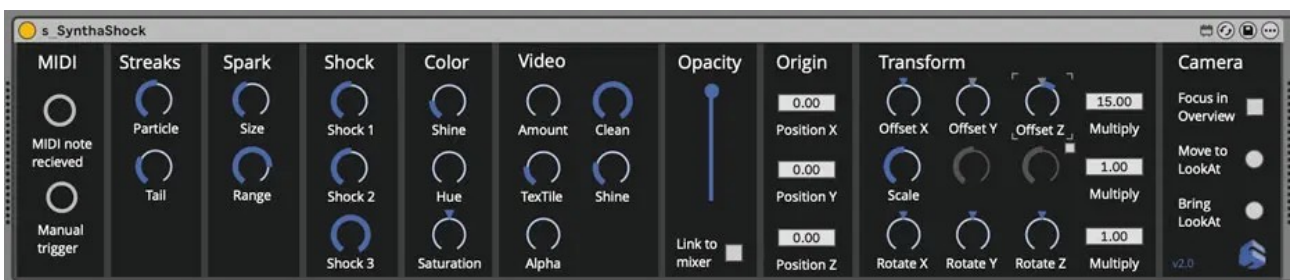 s_SynthaShock
MIDI
MIDI note
recieved
Manual
trigger
Streaks
Particle
Tail
Spark
Size
Range
Shock
Shock 1
Shock 2
Shock 3
Color
Shine
Hue
Saturation
Video
Amount
Clean
TexTile
Shine
Alpha
Opacity
Link to
mixer
Origin
0.00
Position X
0.00
Position Y
0.00
Position Z
Transform
Offset X
Offset Y
Offset Z
15.00
Multiply
Scale
1.00
Multiply
Rotate X
Rotate Y
Rotate Z
1.00
Multiply
Camera
Focus in
Overview
Move to
LookAt
Bring
LookAt
v2.0